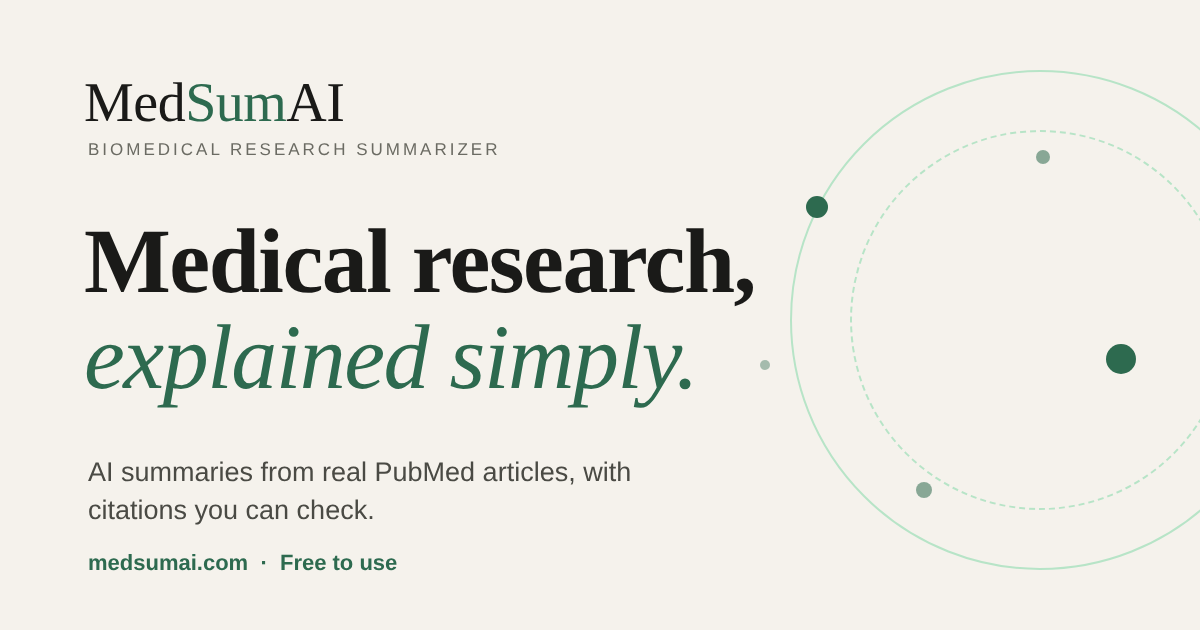 MedSumAI
BIOMEDICAL RESEARCH SUMMARIZER
Medical research,
explained simply.
AI summaries from real PubMed articles, with
citations you can check.
medsumai.com · Free to use